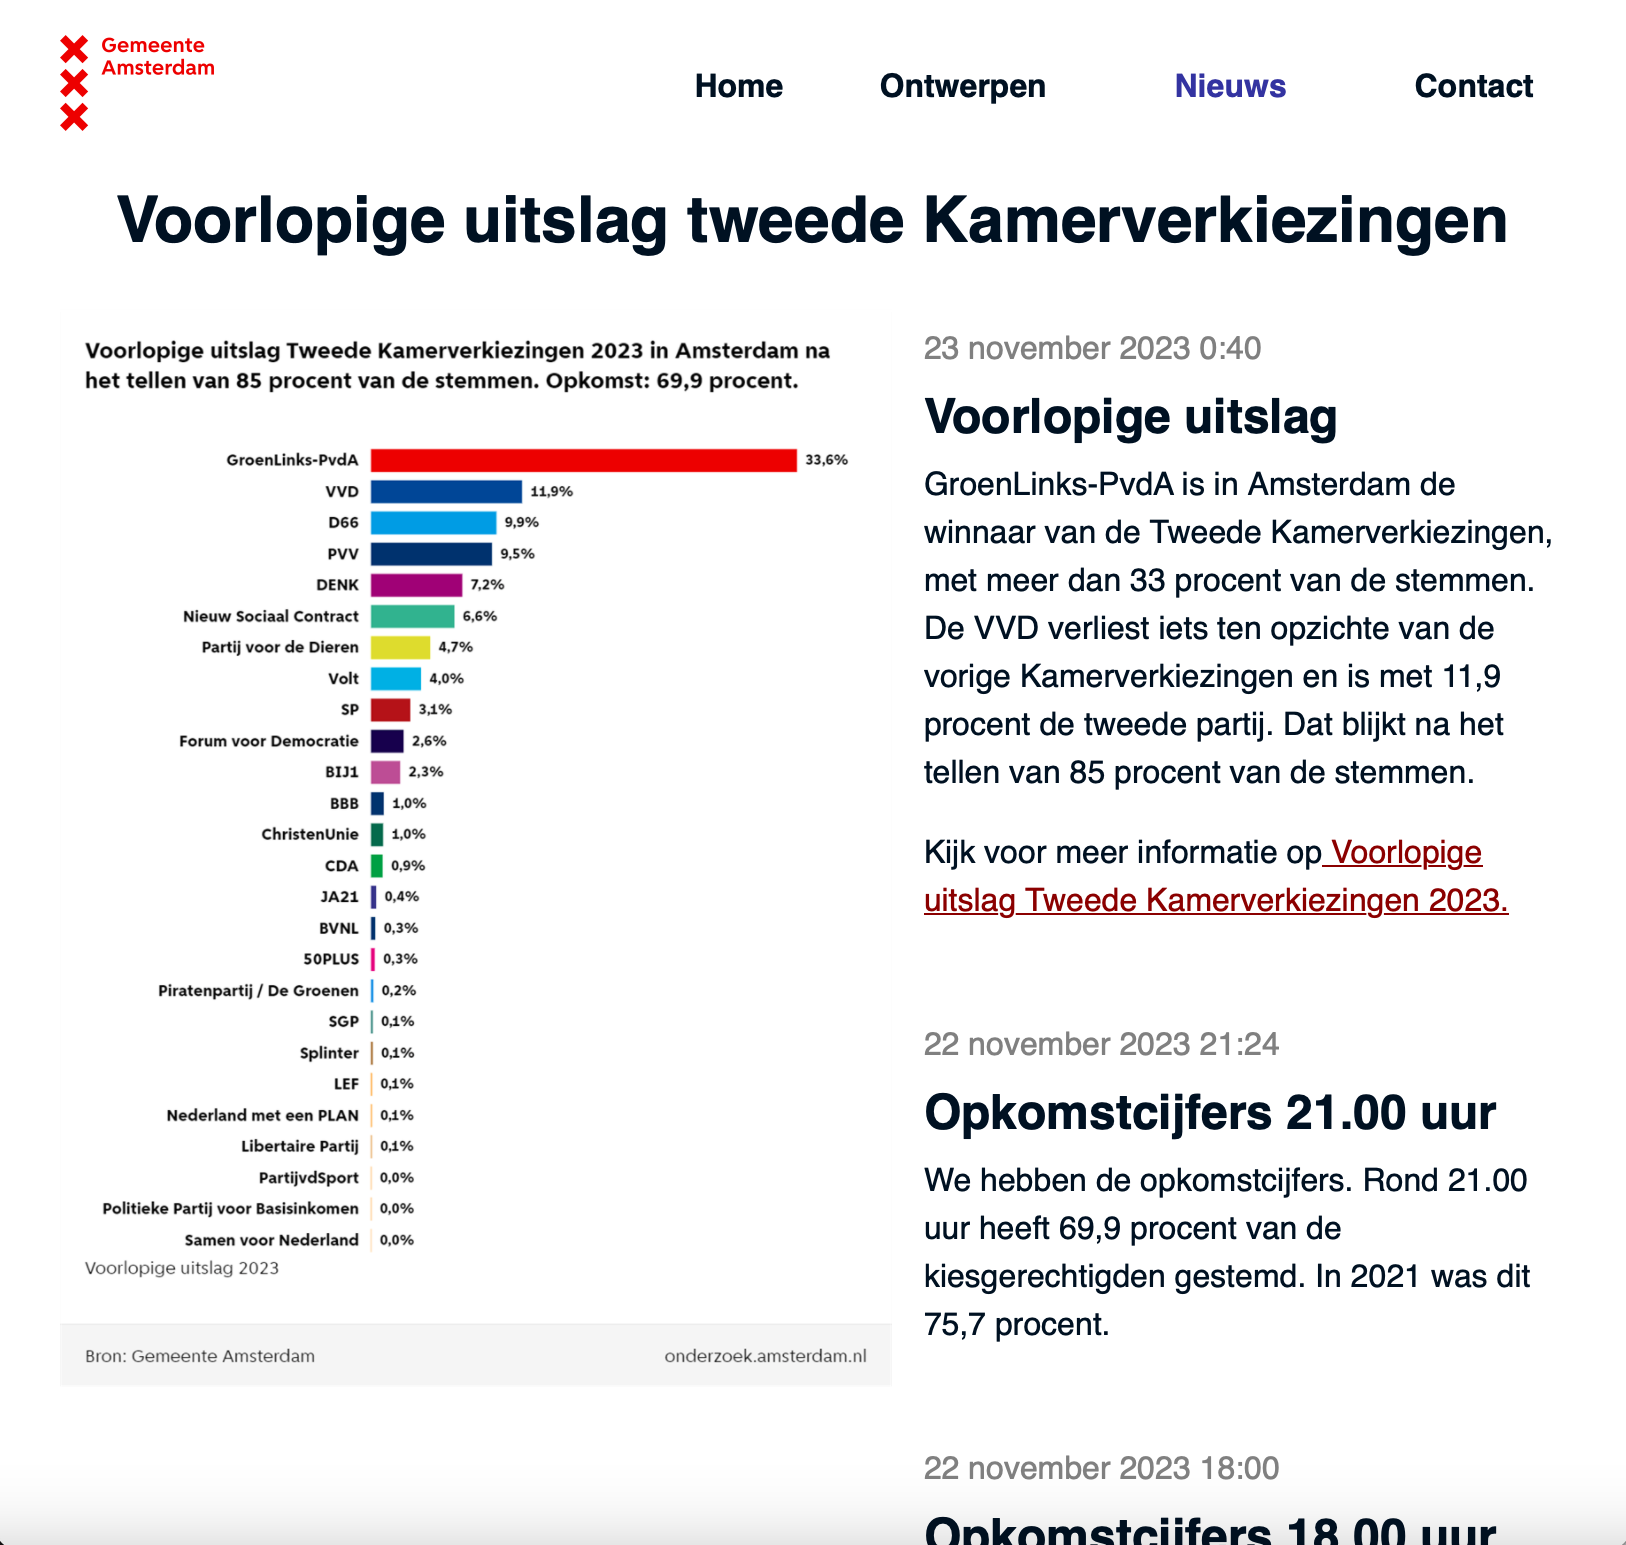 Gemeente
Amsterdam
Home Ontwerpen Nieuws Contact
Voorlopige uitslag tweede Kamerverkiezingen
Voorlopige uitslag Tweede Kamerverkiezingen 2023 in Amsterdam na
het tellen van 85 procent van de stemmen. Opkomst: 69,9 procent.
GroenLinks-PvdA 33,6%
VVD 11,9%
D66 9,9%
PVV 9,5%
DENK 7,2%
Nieuw Sociaal Contract 6,6%
Partij voor de Dieren 4,7%
Volt 4,0%
SP 3,1%
Forum voor Democratie 2,6%
BIJ1 2,3%
BBB 1,0%
ChristenUnie 1,0%
CDA 0,9%
JA21 0,4%
BVNL 0,3%
50PLUS 0,3%
Piratenpartij / De Groenen 0,2%
SGP 0,1%
Splinter 0,1%
LEF 0,1%
Nederland met een PLAN 0,1%
Libertaire Partij 0,1%
PartijvdSport 0,0%
Politieke Partij voor Basisinkomen 0,0%
Samen voor Nederland 0,0%
Voorlopige uitslag 2023
Bron: Gemeente Amsterdam onderzoek.amsterdam.nl
23 november 2023 0:40
Voorlopige uitslag
GroenLinks-PvdA is in Amsterdam de
winnaar van de Tweede Kamerverkiezingen,
met meer dan 33 procent van de stemmen.
De VVD verliest iets ten opzichte van de
vorige Kamerverkiezingen en is met 11,9
procent de tweede partij. Dat blijkt na het
tellen van 85 procent van de stemmen.
Kijk voor meer informatie op Voorlopige
uitslag Tweede Kamerverkiezingen 2023.
22 november 2023 21:24
Opkomstcijfers 21.00 uur
We hebben de opkomstcijfers. Rond 21.00
uur heeft 69,9 procent van de
kiesgerechtigden gestemd. In 2021 was dit
75,7 procent.
22 november 2023 18:00
Opkomstcijfers 18.00 uur